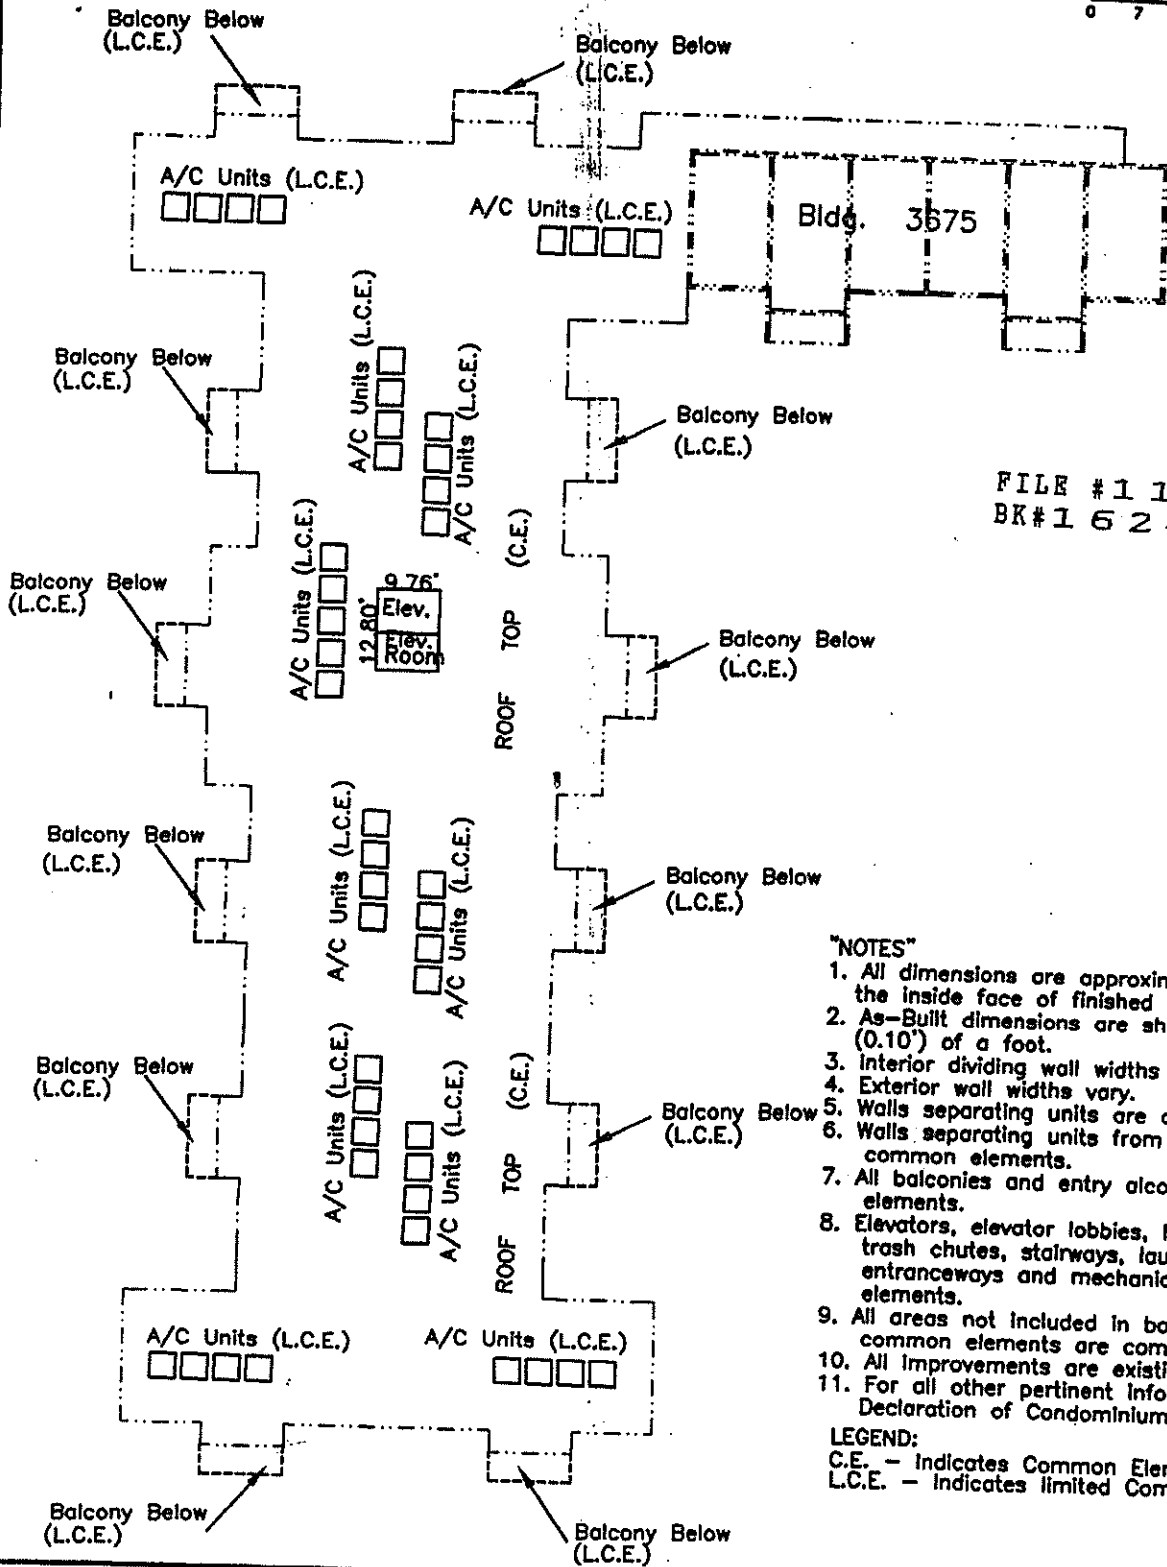 0 7
Balcony Below
(L.C.E.)
Balcony Below
(L.C.E.)
A/C Units (L.C.E.)
A/C Units (L.C.E.)
Bldg. 3675
Balcony Below
(L.C.E.)
A/C Units (L.C.E.)
A/C Units (L.C.E.)
Balcony Below
(L.C.E.)
FILE #1 1
BK#1 6 2
Balcony Below
(L.C.E.)
A/C Units (L.C.E.)
9.76'
12.80'
Elev.
Elev.
Room
ROOF TOP (C.E.)
Balcony Below
(L.C.E.)
Balcony Below
(L.C.E.)
A/C Units (L.C.E.)
A/C Units (L.C.E.)
Balcony Below
(L.C.E.)
Balcony Below
(L.C.E.)
A/C Units (L.C.E.)
A/C Units (L.C.E.)
ROOF TOP (C.E.)
Balcony Below
(L.C.E.)
A/C Units (L.C.E.)
A/C Units (L.C.E.)
Balcony Below
(L.C.E.)
Balcony Below
(L.C.E.)
"NOTES"
1. All dimensions are approxin
the inside face of finished
2. As-Built dimensions are sh
(0.10') of a foot.
3. Interior dividing wall widths
4. Exterior wall widths vary.
5. Walls separating units are c
6. Walls separating units from
common elements.
7. All balconies and entry alco
elements.
8. Elevators, elevator lobbies, l
trash chutes, stairways, lau
entranceways and mechanic
elements.
9. All areas not included in bo
common elements are com
10. All improvements are existi
11. For all other pertinent info
Declaration of Condominium
LEGEND:
C.E. - Indicates Common Eler
L.C.E. - Indicates limited Com